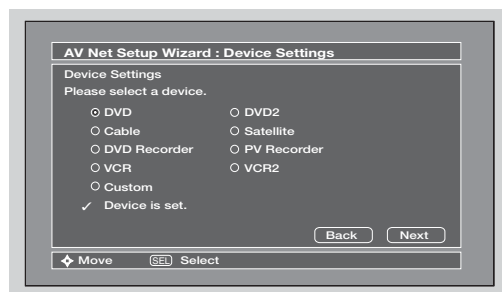 AV Net Setup Wizard : Device Settings
Device Settings
Please select a device.
DVD DVD2
Cable Satellite
DVD Recorder PV Recorder
VCR VCR2
Custom
✓ Device is set.
Back Next
Move SEL Select